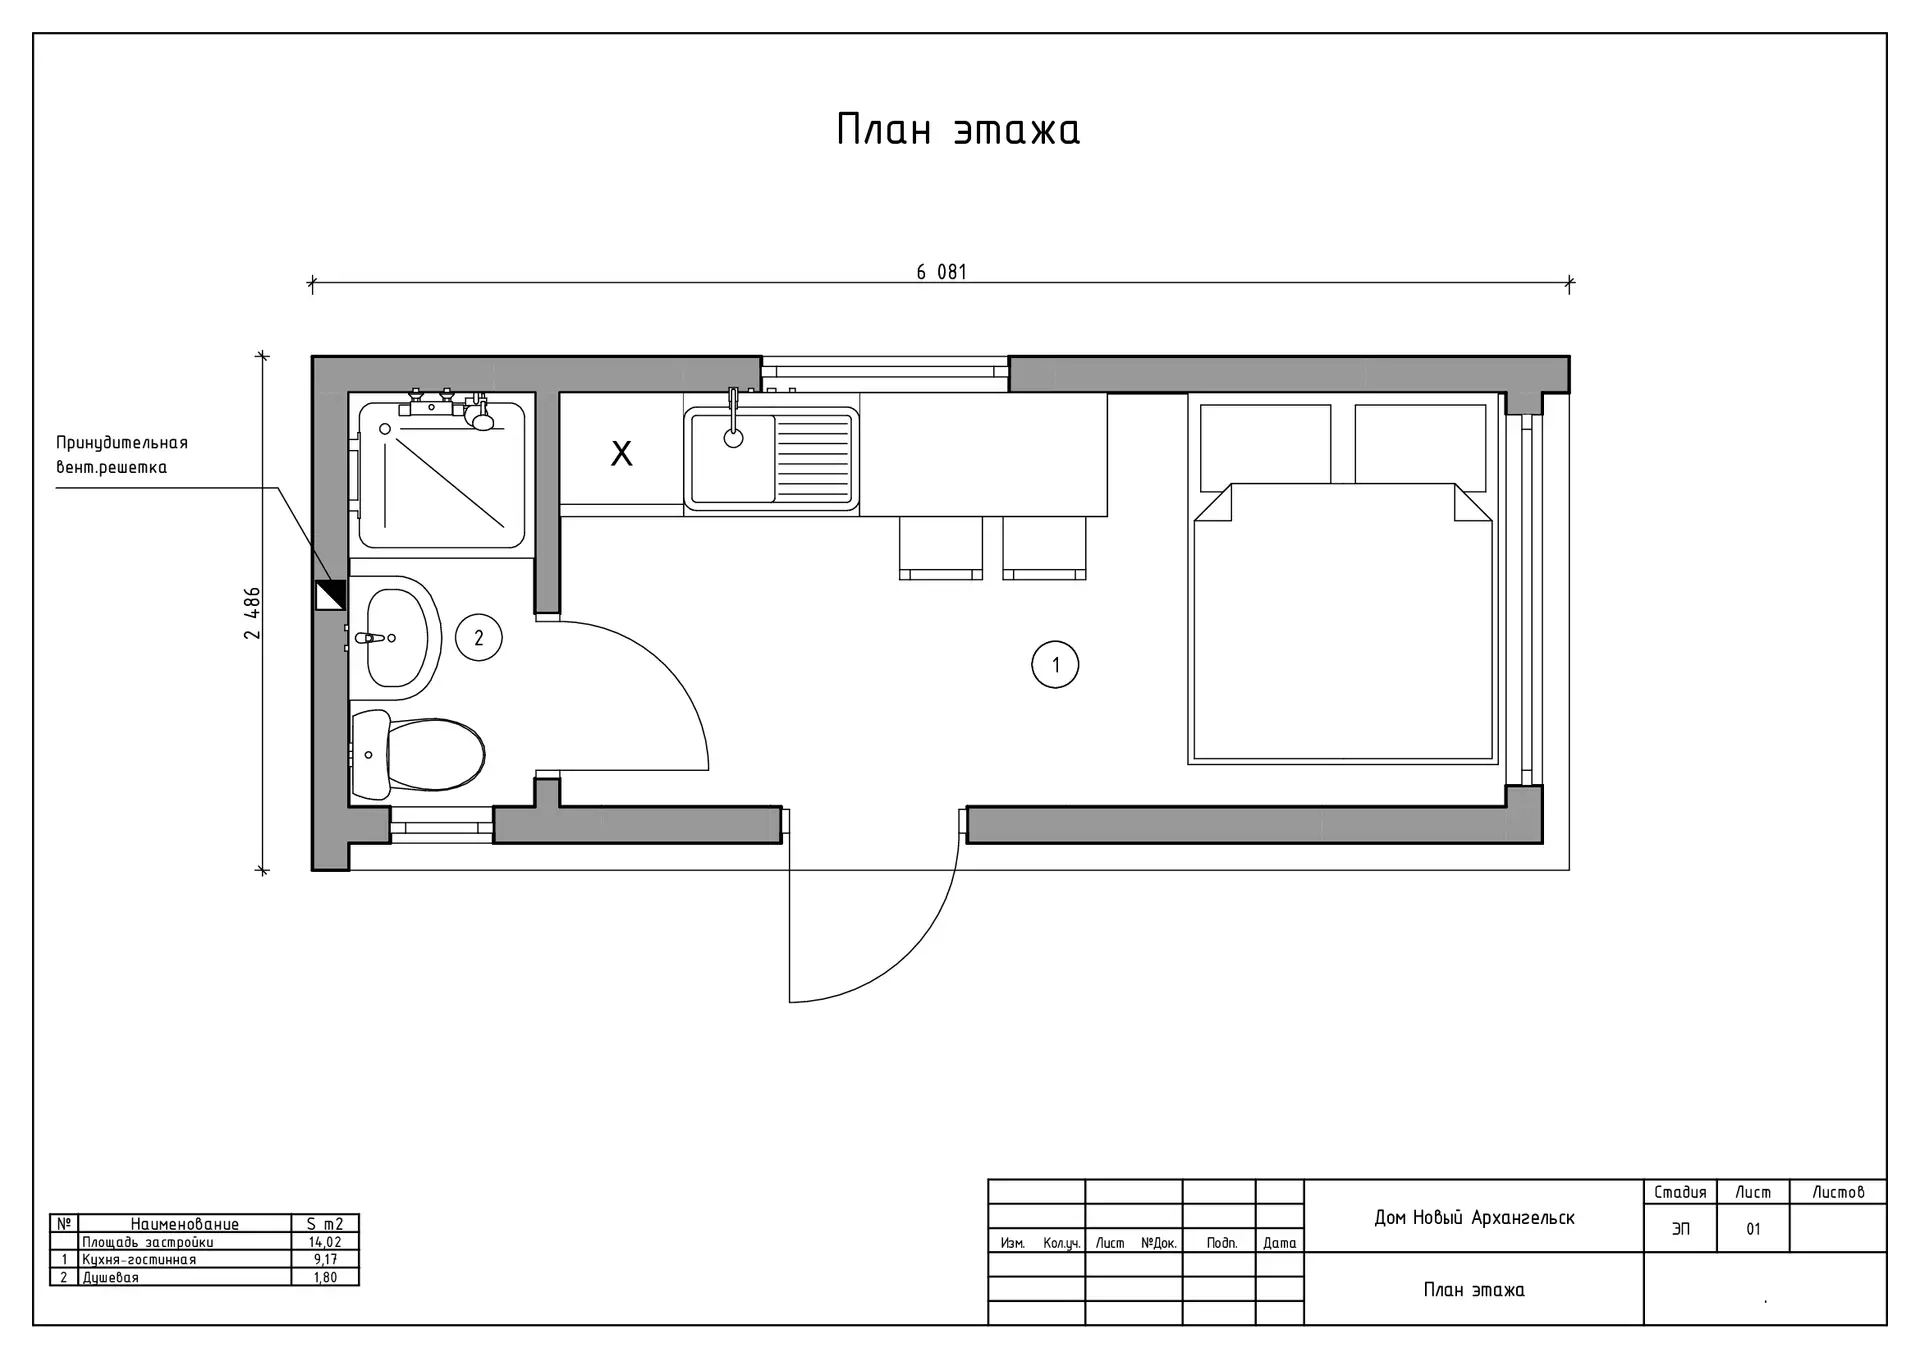 План этажа
6 081
Принудительная
вент.решетка
2 486
X
2
1
№ Наименование S m2
Площадь застройки 14,02
1 Кухня-гостинная 9,17
2 Душевая 1,80
Изм. Кол.уч. Лист №Док. Подп. Дата
Дом Новый Архангельск
Стадия Лист Листов
ЭП 01
План этажа